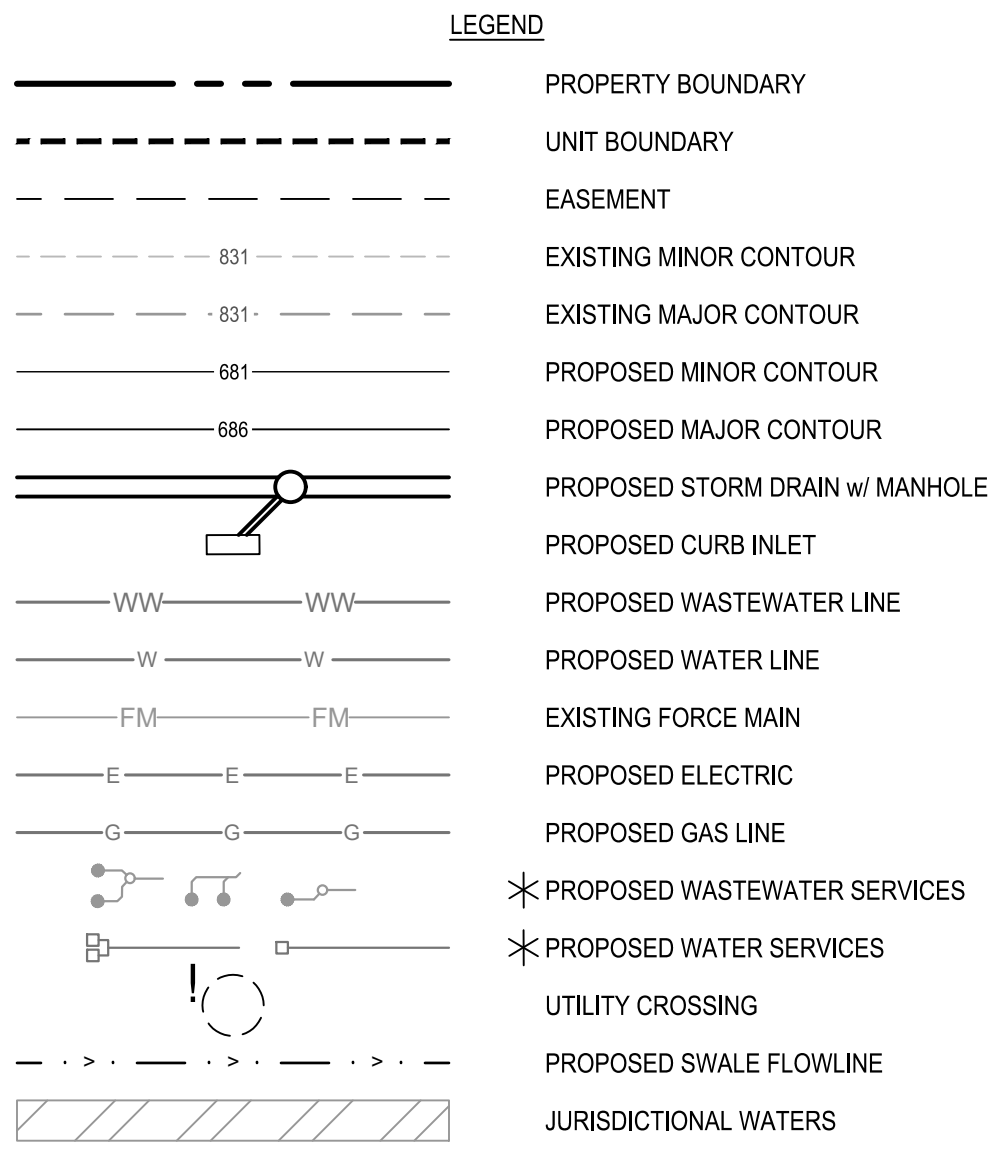 LEGEND
PROPERTY BOUNDARY
UNIT BOUNDARY
EASEMENT
831 EXISTING MINOR CONTOUR
831 EXISTING MAJOR CONTOUR
681 PROPOSED MINOR CONTOUR
686 PROPOSED MAJOR CONTOUR
PROPOSED STORM DRAIN w/ MANHOLE
PROPOSED CURB INLET
WW WW PROPOSED WASTEWATER LINE
W W PROPOSED WATER LINE
FM FM EXISTING FORCE MAIN
E E E PROPOSED ELECTRIC
G G G PROPOSED GAS LINE
* PROPOSED WASTEWATER SERVICES
* PROPOSED WATER SERVICES
! UTILITY CROSSING
> > > PROPOSED SWALE FLOWLINE
JURISDICTIONAL WATERS